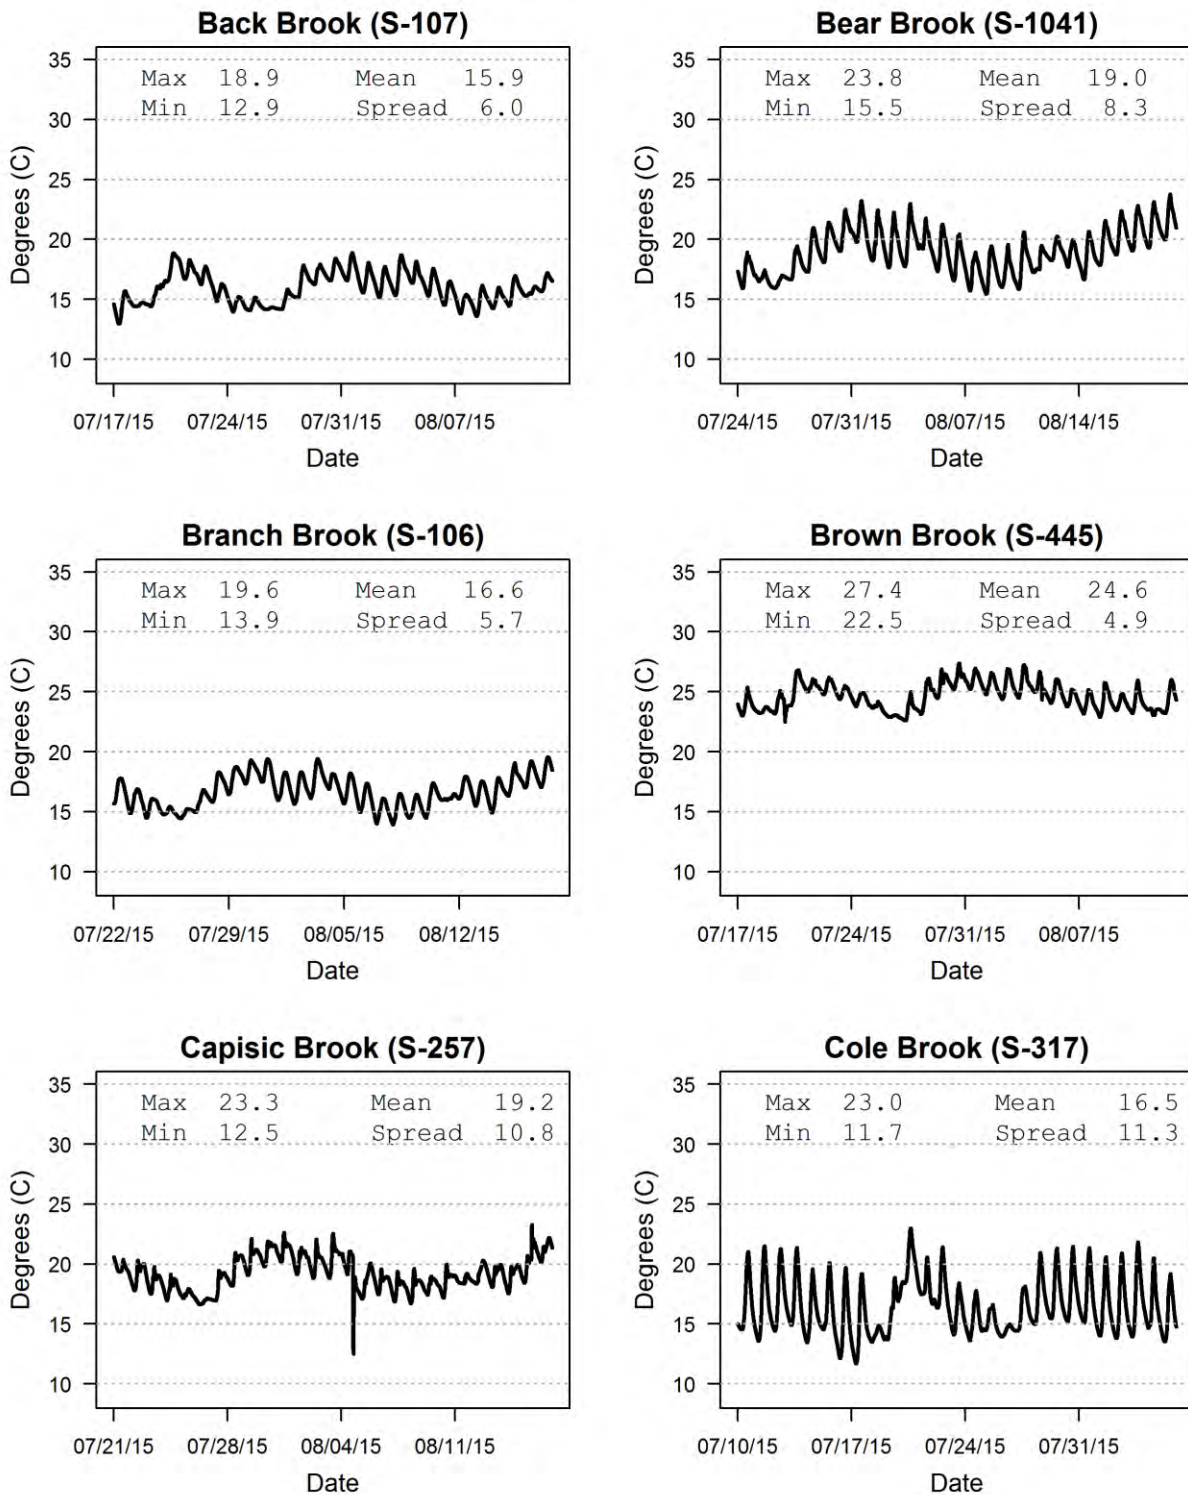 Back Brook (S-107)
Max 18.9 Mean 15.9
Min 12.9 Spread 6.0
35
30
25
20
15
10
Degrees (C)
07/17/15 07/24/15 07/31/15 08/07/15
Date
Bear Brook (S-1041)
Max 23.8 Mean 19.0
Min 15.5 Spread 8.3
35
30
25
20
15
10
Degrees (C)
07/24/15 07/31/15 08/07/15 08/14/15
Date
Branch Brook (S-106)
Max 19.6 Mean 16.6
Min 13.9 Spread 5.7
35
30
25
20
15
10
Degrees (C)
07/22/15 07/29/15 08/05/15 08/12/15
Date
Brown Brook (S-445)
Max 27.4 Mean 24.6
Min 22.5 Spread 4.9
35
30
25
20
15
10
Degrees (C)
07/17/15 07/24/15 07/31/15 08/07/15
Date
Capisic Brook (S-257)
Max 23.3 Mean 19.2
Min 12.5 Spread 10.8
35
30
25
20
15
10
Degrees (C)
07/21/15 07/28/15 08/04/15 08/11/15
Date
Cole Brook (S-317)
Max 23.0 Mean 16.5
Min 11.7 Spread 11.3
35
30
25
20
15
10
Degrees (C)
07/10/15 07/17/15 07/24/15 07/31/15
Date